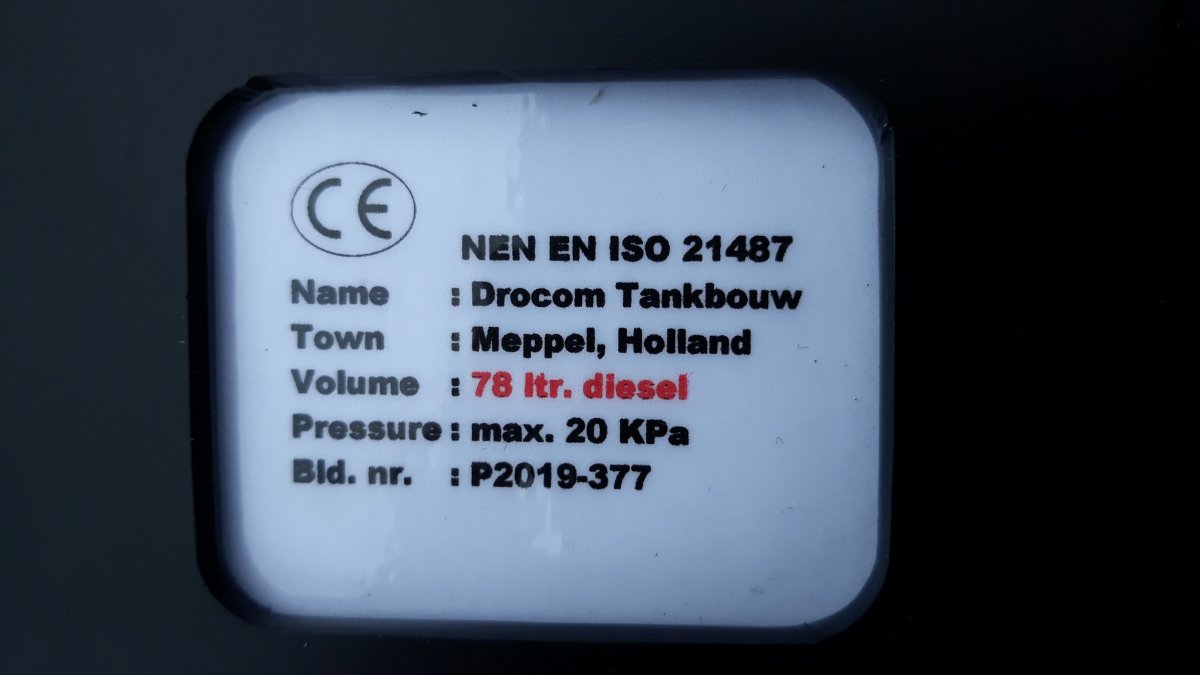 CE
NEN EN ISO 21487
Name : Drocom Tankbouw
Town : Meppel, Holland
Volume : 78 ltr. diesel
Pressure : max. 20 KPa
Bld. nr. : P2019-377